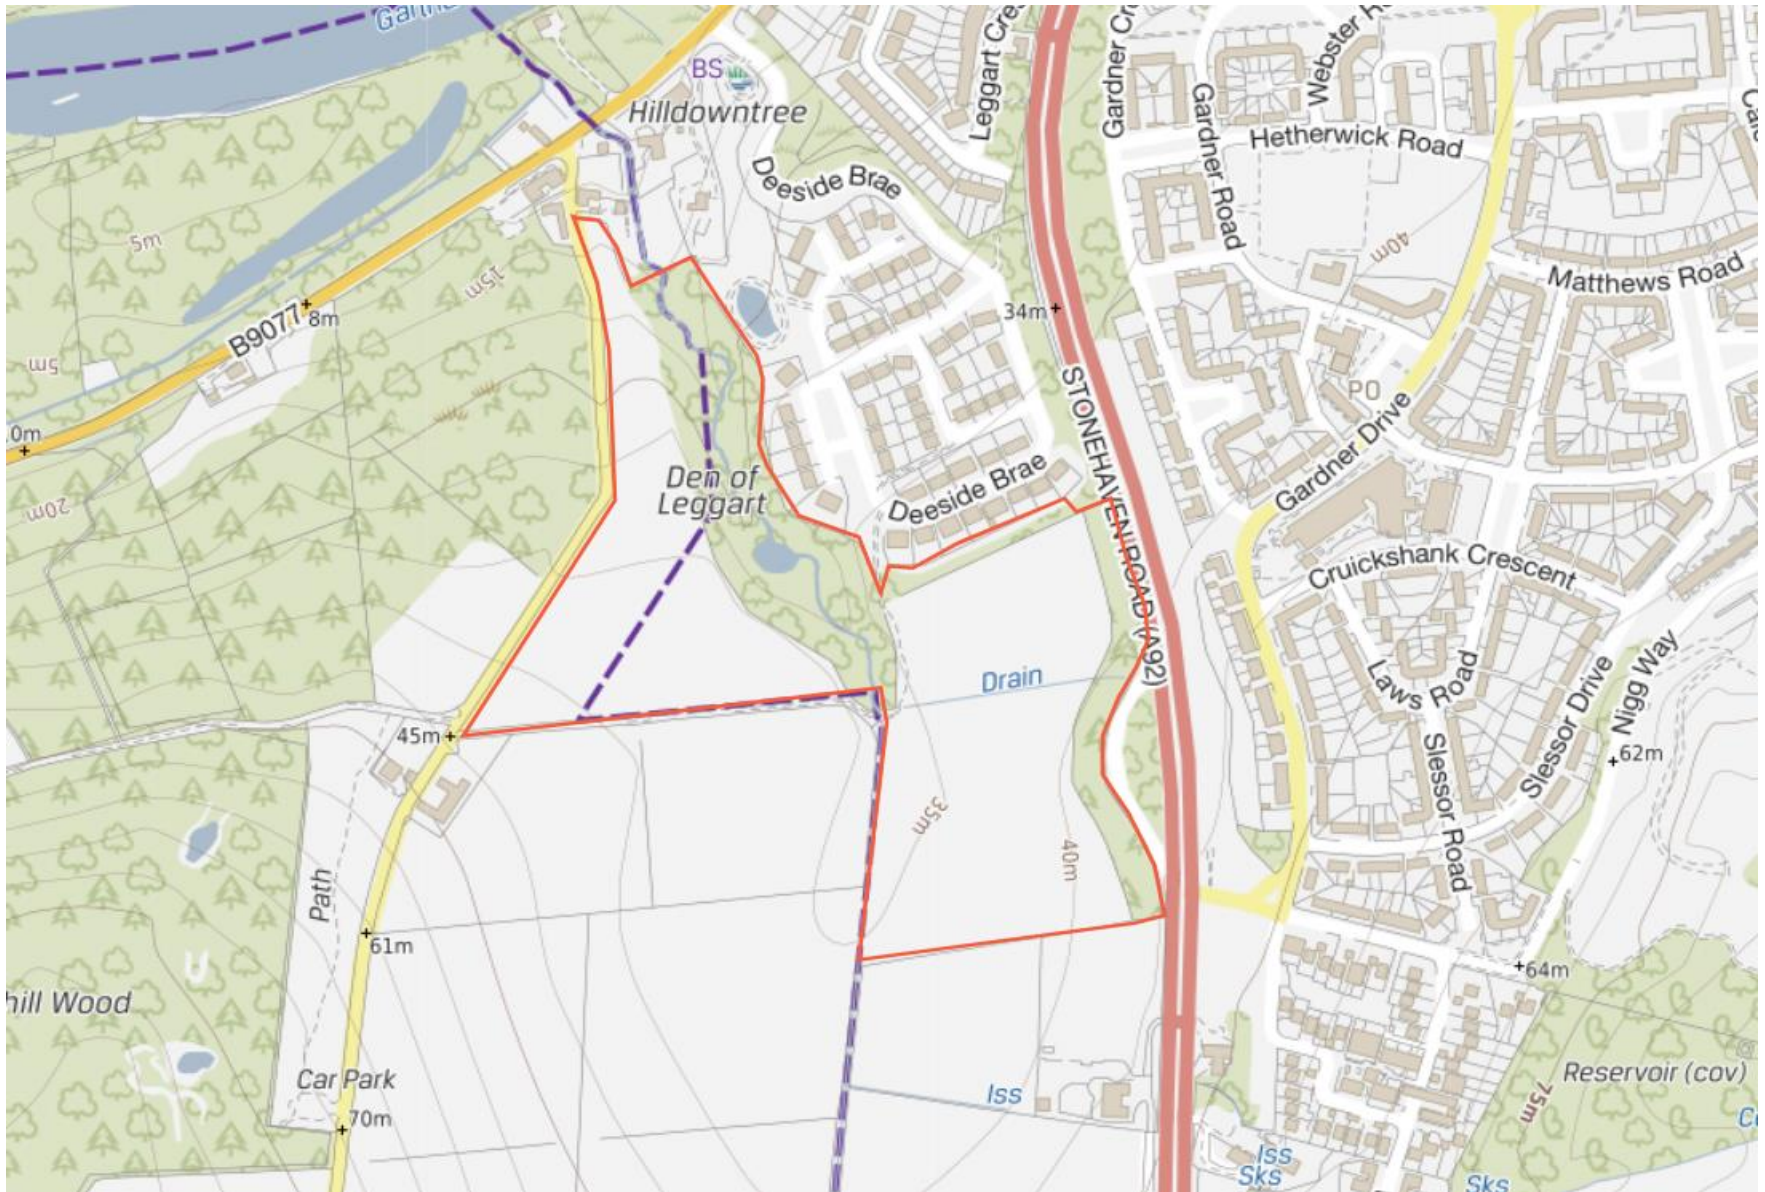 Leggart Cres
Gardner Cr
Webster R
BS
Hilldowntree
Gardner Road
Hetherwick Road
Deeside Brae
5m
15m
40m
Matthews Road
B9077
8m
34m
5m
STONEHAVEN ROAD (A92)
PO
0m
Gardner Drive
Den of
Leggart
Deeside Brae
20m
Cruickshank Crescent
Drain
Laws Road
Slessor Drive
Nigg Way
45m
62m
Slessor Road
35m
40m
Path
61m
64m
hill Wood
Car Park
70m
Iss
Reservoir (cov)
75m
Iss
Sks
Sks